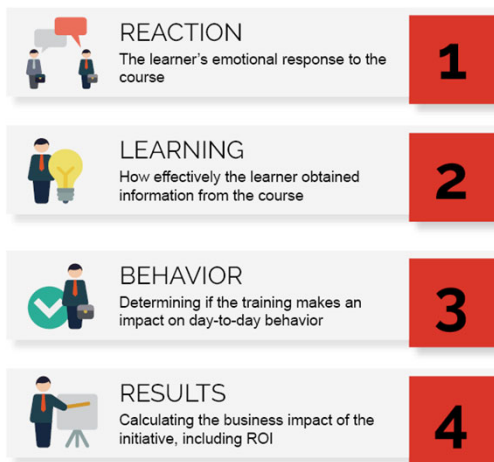 REACTION
The learner's emotional response to the
course
1
LEARNING
How effectively the learner obtained
information from the course
2
BEHAVIOR
Determining if the training makes an
impact on day-to-day behavior
3
RESULTS
Calculating the business impact of the
initiative, including ROI
4